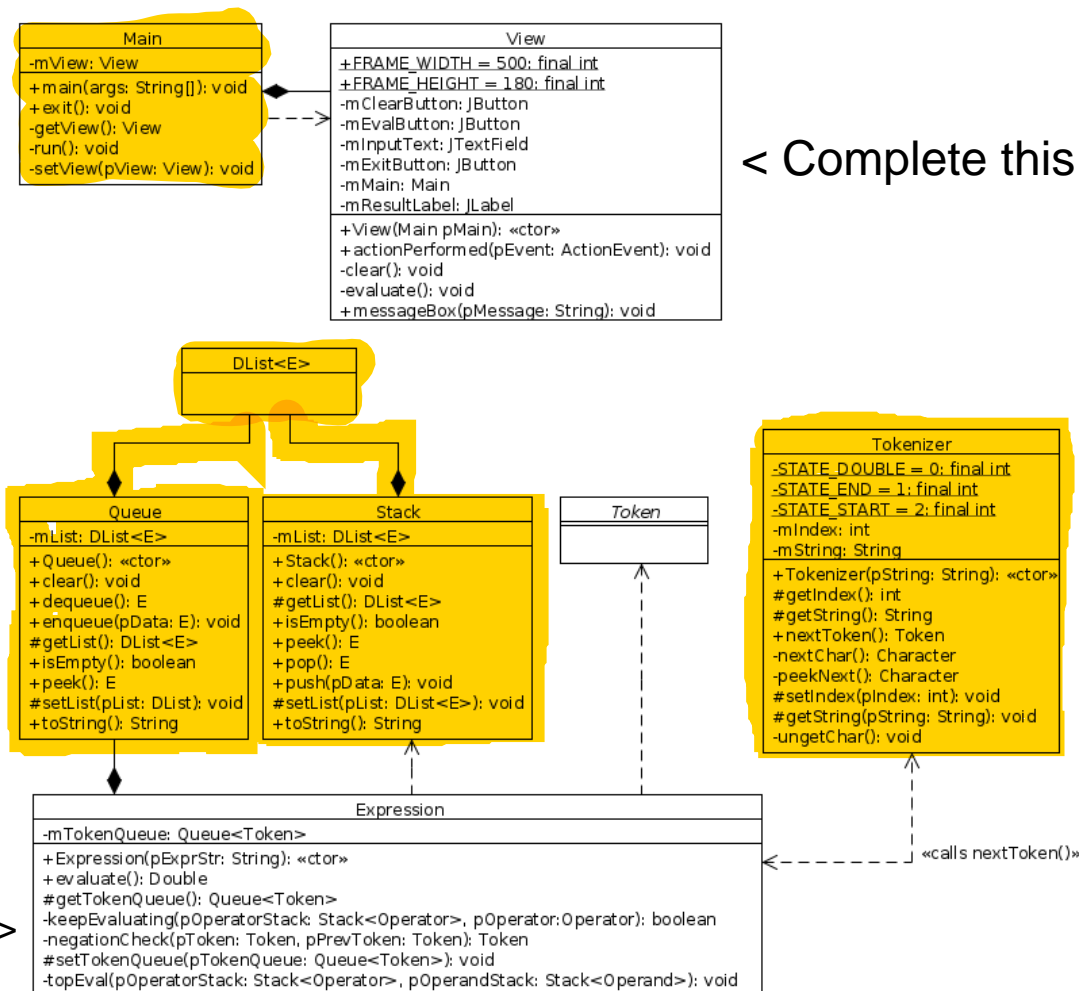 Main
-mView: View
+main(args: String[]): void
+exit(): void
-getView(): View
-run(): void
-setView(pView: View): void
View
+FRAME_WIDTH = 500: final int
+FRAME_HEIGHT = 180: final int
-mClearButton: JButton
-mEvalButton: JButton
-mInputText: JTextField
-mExitButton: JButton
-mMain: Main
-mResultLabel: JLabel
+View(Main pMain): «ctor»
+actionPerformed(pEvent: ActionEvent): void
-clear(): void
-evaluate(): void
+messageBox(pMessage: String): void
< Complete this
DList<E>
Queue
-mList: DList<E>
+Queue(): «ctor»
+clear(): void
+dequeue(): E
+enqueue(pData: E): void
#getList(): DList<E>
+isEmpty(): boolean
+peek(): E
#setList(pList: DList): void
+toString(): String
Stack
-mList: DList<E>
+Stack(): «ctor»
+clear(): void
#getList(): DList<E>
+isEmpty(): boolean
+peek(): E
+pop(): E
+push(pData: E): void
#setList(pList: DList<E>): void
+toString(): String
Token
Tokenizer
-STATE_DOUBLE = 0: final int
-STATE_END = 1: final int
-STATE_START = 2: final int
-mIndex: int
-mString: String
+Tokenizer(pString: String): «ctor»
#getIndex(): int
#getString(): String
+nextToken(): Token
-nextChar(): Character
-peekNext(): Character
#setIndex(pIndex: int): void
#getString(pString: String): void
-ungetChar(): void
«calls nextToken()»
>
Expression
-mTokenQueue: Queue<Token>
+Expression(pExprStr: String): «ctor»
+evaluate(): Double
#getTokenQueue(): Queue<Token>
-keepEvaluating(pOperatorStack: Stack<Operator>, pOperator:Operator): boolean
-negationCheck(pToken: Token, pPrevToken: Token): Token
#setTokenQueue(pTokenQueue: Queue<Token>): void
-topEval(pOperatorStack: Stack<Operator>, pOperandStack: Stack<Operand>): void